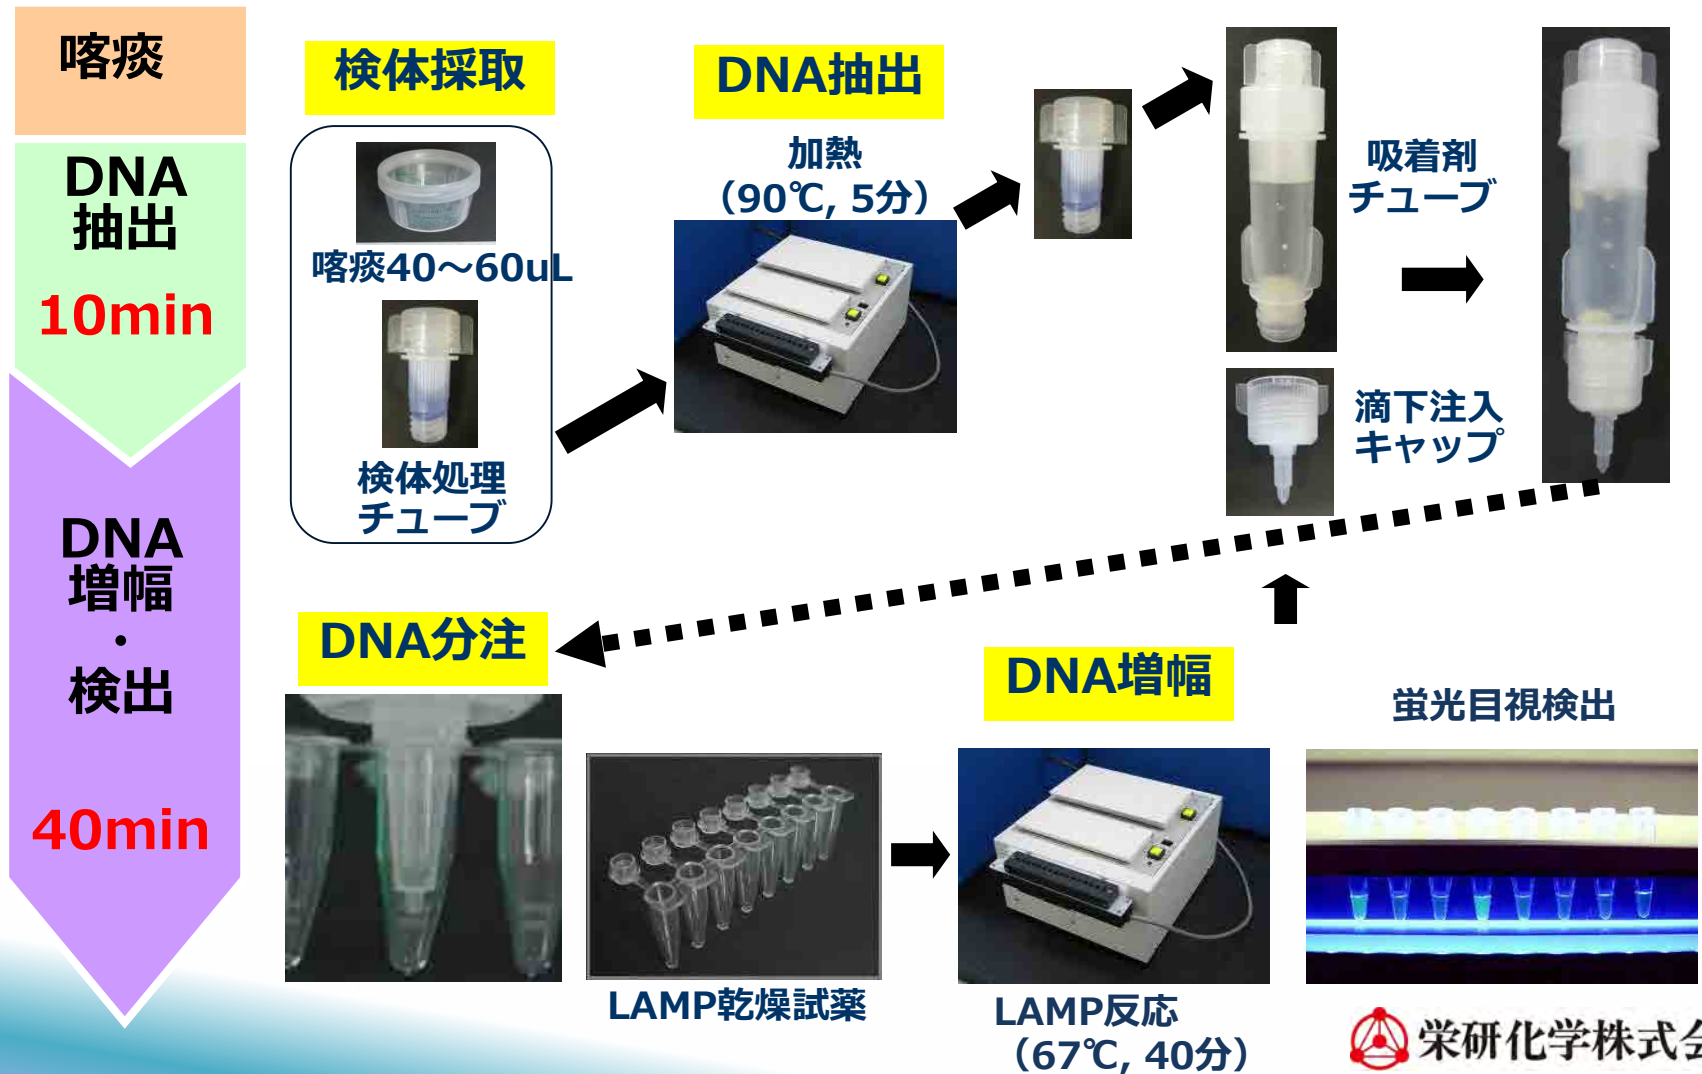 喀痰
DNA
抽出
10min
DNA
増幅
・
検出
40min
検体採取
喀痰40～60uL
検体処理
チューブ
DNA抽出
加熱
（90℃, 5分）
吸着剤
チューブ
滴下注入
キャップ
DNA分注
LAMP乾燥試薬
DNA増幅
LAMP反応
（67℃, 40分）
蛍光目視検出
栄研化学株式会